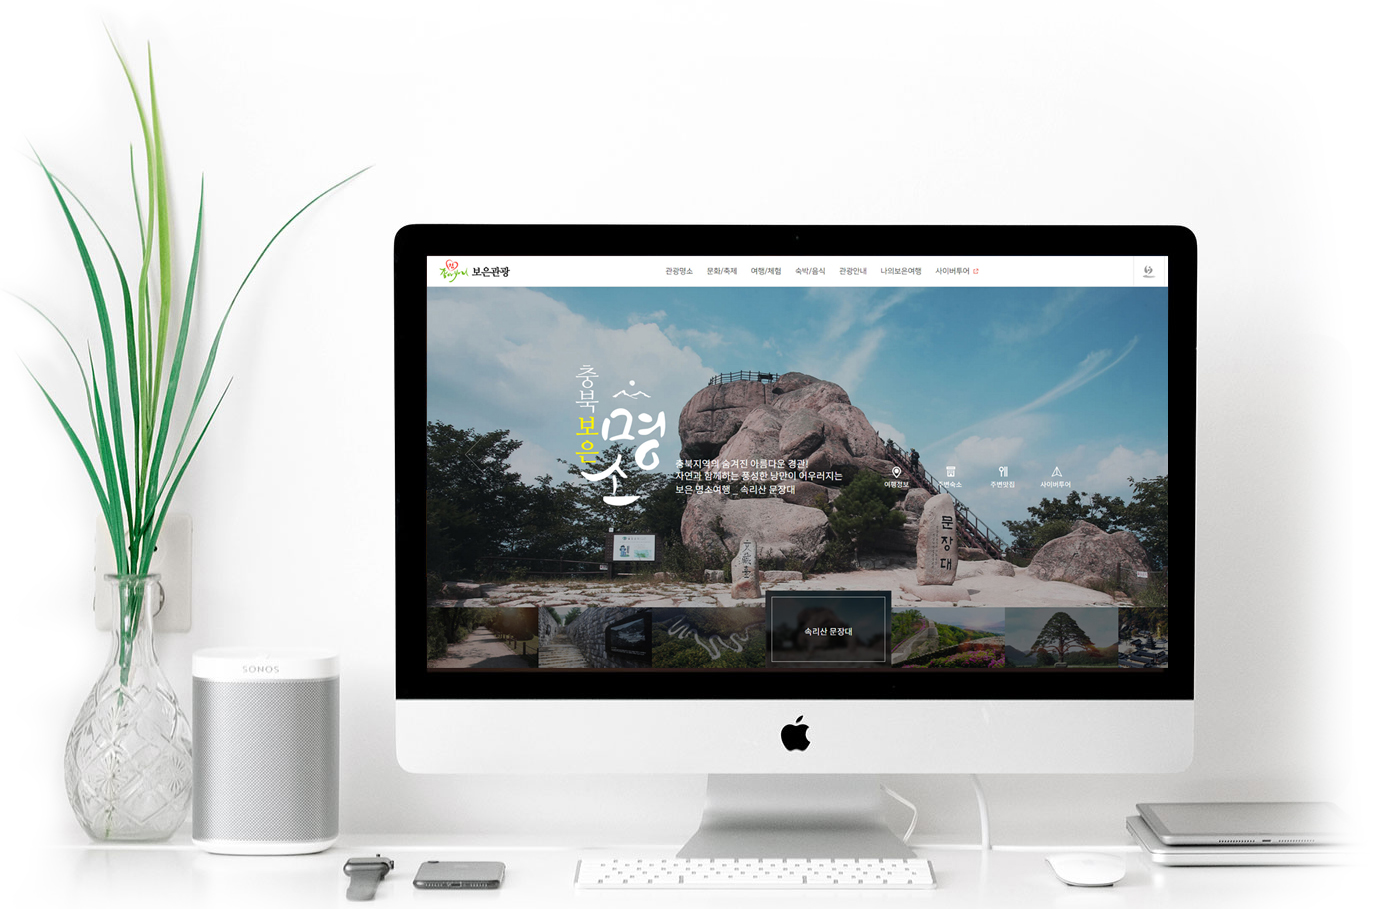 보은관광
관광명소 문화/축제 여행/체험 숙박/음식 관광안내 나의보은여행 사이버투어
충북
보은
명소
충북지역의 숨겨진 아름다운 경관!
자연과 함께하는 풍성한 낭만이 어우러지는
보은 명소여행 _ 속리산 문장대
여행정보 주변숙소 주변맛집 사이버투어
문장대
속리산 문장대
SONOS